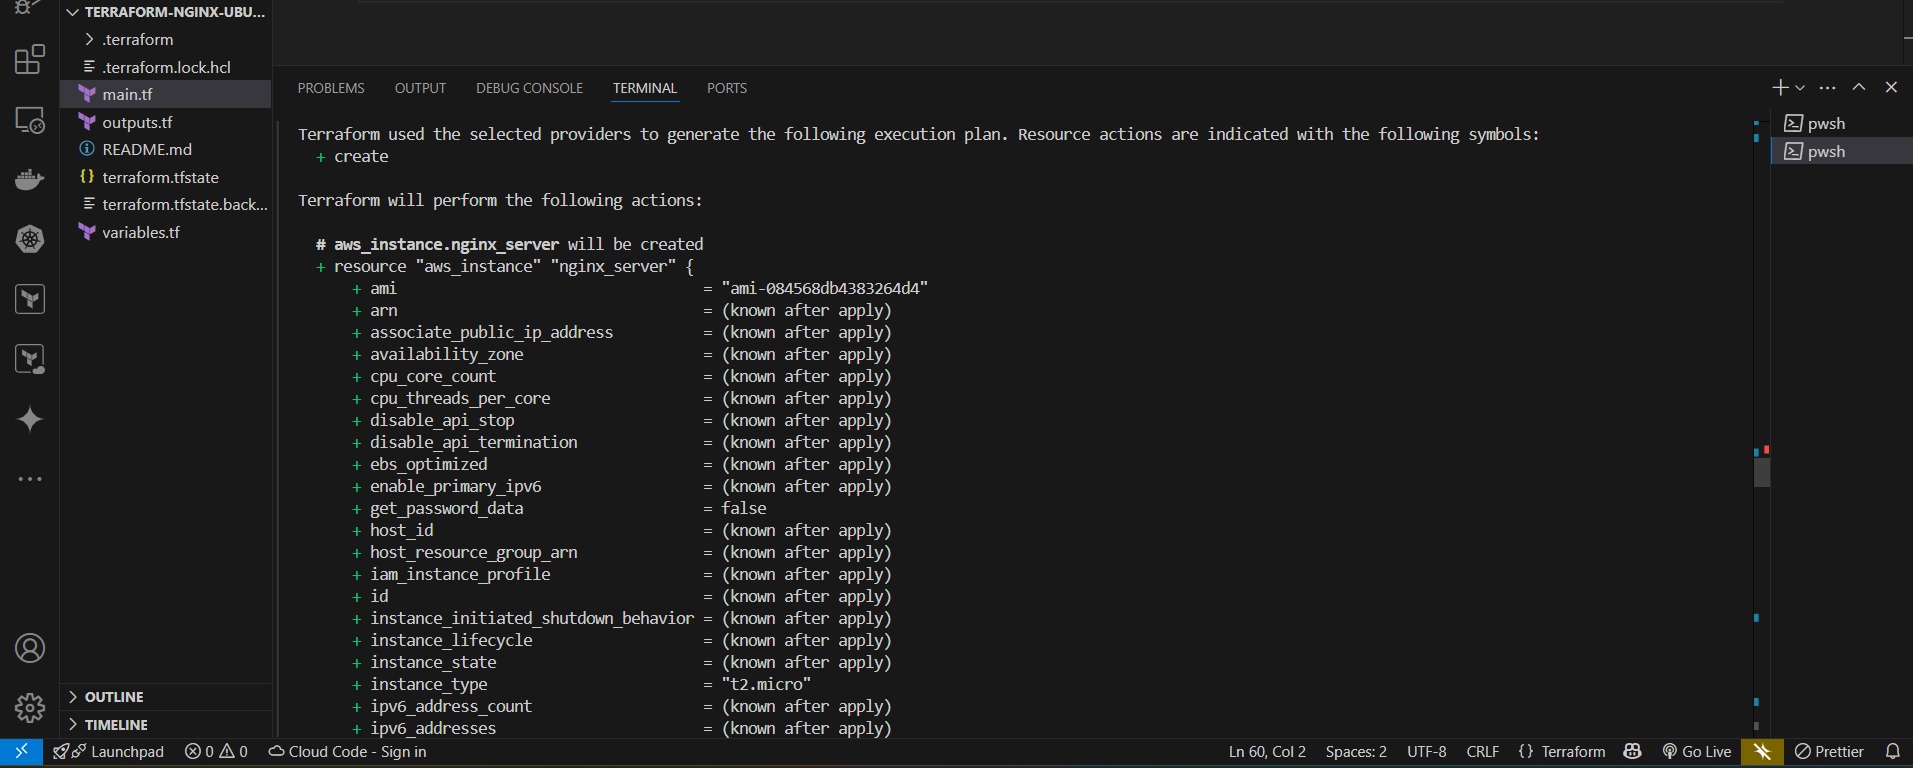 TERRAFORM-NGINX-UBU...
.terraform
.terraform.lock.hcl
main.tf
outputs.tf
README.md
terraform.tfstate
terraform.tfstate.back...
variables.tf
OUTLINE
TIMELINE
PROBLEMS OUTPUT DEBUG CONSOLE TERMINAL PORTS
pwsh
pwsh
Terraform used the selected providers to generate the following execution plan. Resource actions are indicated with the following symbols:
+ create
Terraform will perform the following actions:
# aws_instance.nginx_server will be created
+ resource "aws_instance" "nginx_server" {
+ ami = "ami-084568db4383264d4"
+ arn = (known after apply)
+ associate_public_ip_address = (known after apply)
+ availability_zone = (known after apply)
+ cpu_core_count = (known after apply)
+ cpu_threads_per_core = (known after apply)
+ disable_api_stop = (known after apply)
+ disable_api_termination = (known after apply)
+ ebs_optimized = (known after apply)
+ enable_primary_ipv6 = (known after apply)
+ get_password_data = false
+ host_id = (known after apply)
+ host_resource_group_arn = (known after apply)
+ iam_instance_profile = (known after apply)
+ id = (known after apply)
+ instance_initiated_shutdown_behavior = (known after apply)
+ instance_lifecycle = (known after apply)
+ instance_state = (known after apply)
+ instance_type = "t2.micro"
+ ipv6_address_count = (known after apply)
+ ipv6_addresses = (known after apply)
Launchpad 0 0 Cloud Code - Sign in Ln 60, Col 2 Spaces: 2 UTF-8 CRLF {} Terraform Go Live Prettier